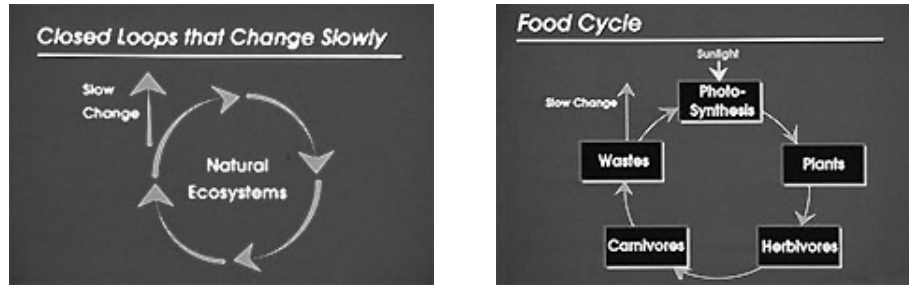 Closed Loops that Change Slowly
Slow
Change
Natural
Ecosystems
Food Cycle
Sunlight
Photo-
Synthesis
Slow Change
Wastes
Plants
Carnivores
Herbivores